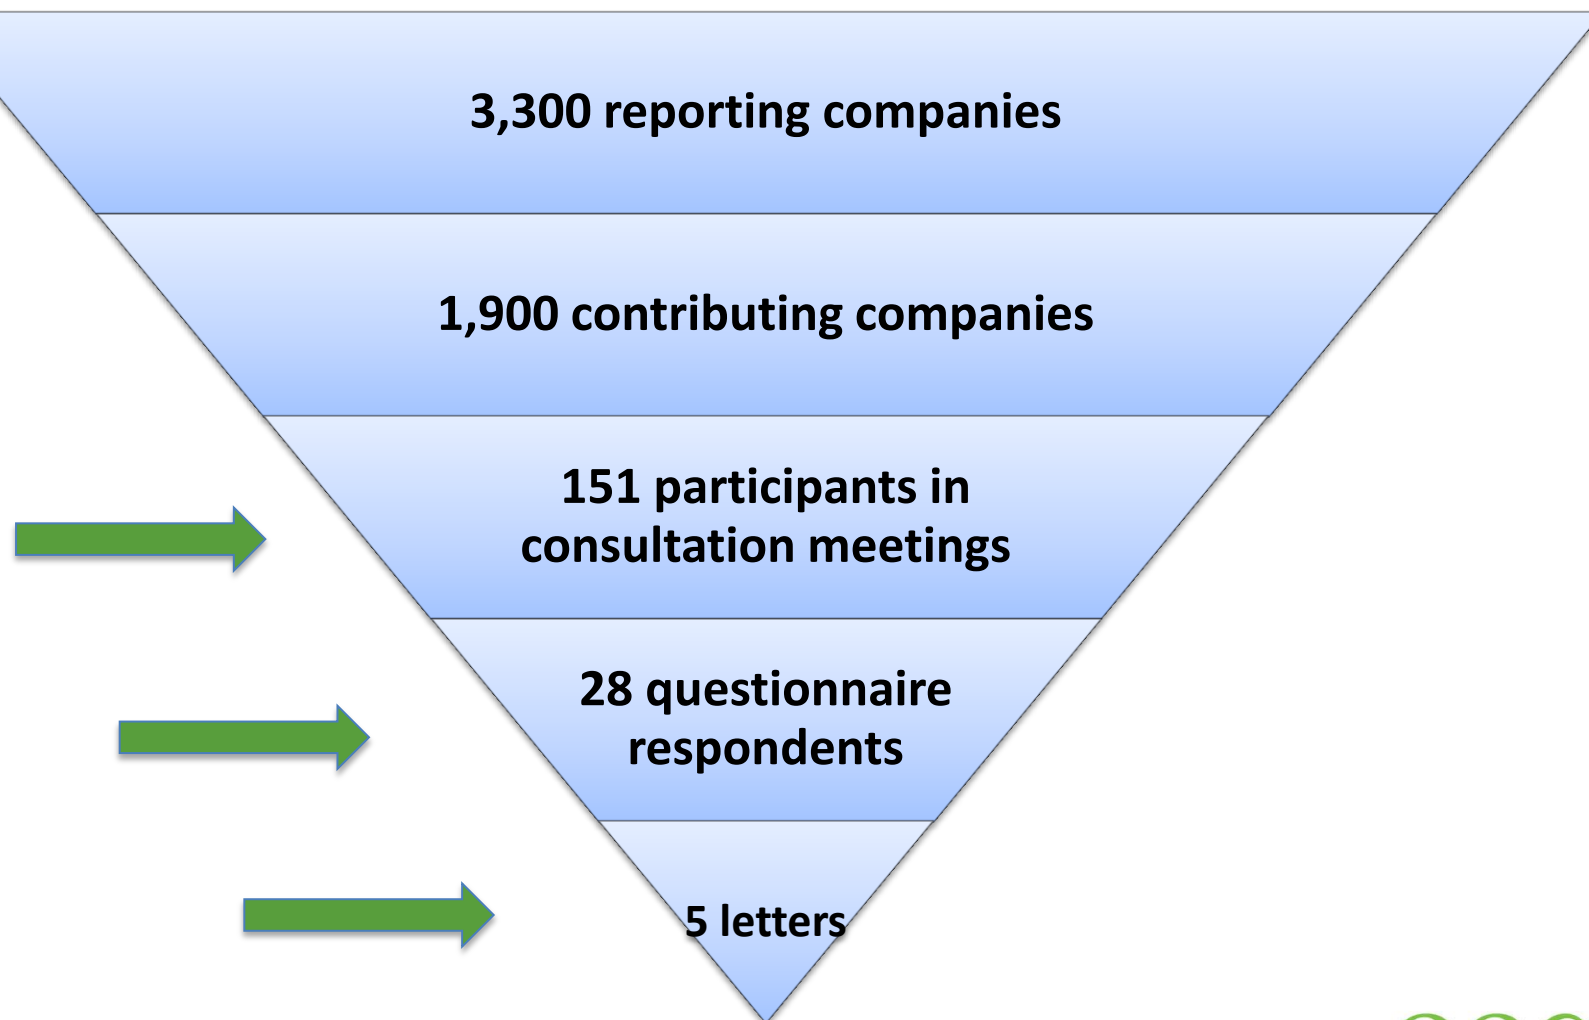 3,300 reporting companies
1,900 contributing companies
151 participants in
consultation meetings
28 questionnaire
respondents
5 letters